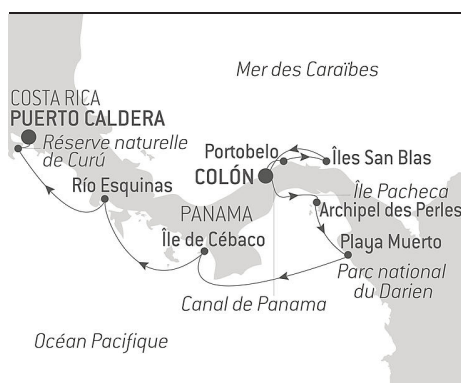 Mer des Caraïbes
COSTA RICA
PUERTO CALDERA
Réserve naturelle
de Curú
Portobelo
Îles San Blas
COLÓN
Río Esquinas
Île Pacheca
Archipel des Perles
PANAMA
Île de Cébaco
Playa Muerto
Parc national
du Darien
Canal de Panama
Océan Pacifique